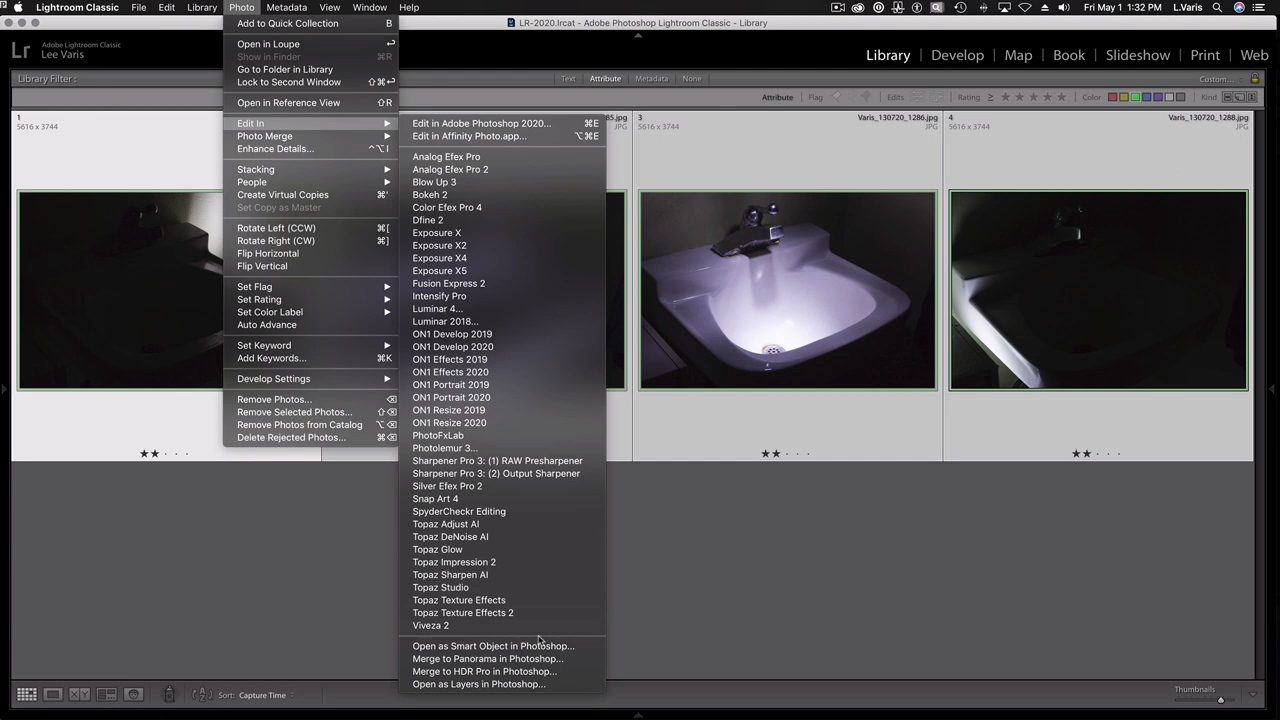 Lightroom Classic File Edit Library Photo Metadata View Window Help Fri May 1 1:32 PM L.Varis
LR-2020.lrcat - Adobe Photoshop Lightroom Classic - Library
Lr Adobe Lightroom Classic
Lee Varis
Library Develop Map Book Slideshow Print Web
Library Filter: Text Attribute Metadata None Custom...
Attribute Flag Edits Rating ≥ ★ ★ ★ ★ ★ Color Kind
Add to Quick Collection B
Open in Loupe ↩
Show in Finder ⌘R
Go to Folder in Library
Lock to Second Window ⇧⌘↩
Open in Reference View ⇧R
Edit In ▶
Photo Merge ▶
Enhance Details... ^⌥I
Stacking ▶
People ▶
Create Virtual Copies ⌘'
Set Copy as Master
Rotate Left (CCW) ⌘[
Rotate Right (CW) ⌘]
Flip Horizontal
Flip Vertical
Set Flag ▶
Set Rating ▶
Set Color Label ▶
Auto Advance
Set Keyword ▶
Add Keywords... ⌘K
Develop Settings ▶
Remove Photos... ⌫
Remove Selected Photos... ⇧⌫
Remove Photos from Catalog ⌥⌫
Delete Rejected Photos... ⌘⌫
Edit in Adobe Photoshop 2020... ⌘E
Edit in Affinity Photo.app... ⌥⌘E
Analog Efex Pro
Analog Efex Pro 2
Blow Up 3
Bokeh 2
Color Efex Pro 4
Dfine 2
Exposure X
Exposure X2
Exposure X4
Exposure X5
Fusion Express 2
Intensify Pro
Luminar 4...
Luminar 2018...
ON1 Develop 2019
ON1 Develop 2020
ON1 Effects 2019
ON1 Effects 2020
ON1 Portrait 2019
ON1 Portrait 2020
ON1 Resize 2019
ON1 Resize 2020
PhotoFxLab
Photolemur 3...
Sharpener Pro 3: (1) RAW Presharpener
Sharpener Pro 3: (2) Output Sharpener
Silver Efex Pro 2
Snap Art 4
SpyderCheckr Editing
Topaz Adjust AI
Topaz DeNoise AI
Topaz Glow
Topaz Impression 2
Topaz Sharpen AI
Topaz Studio
Topaz Texture Effects
Topaz Texture Effects 2
Viveza 2
Open as Smart Object in Photoshop...
Merge to Panorama in Photoshop...
Merge to HDR Pro in Photoshop...
Open as Layers in Photoshop...
1
5616 x 3744
85.jpg
JPG
3 Varis_130720_1286.jpg
5616 x 3744 JPG
4 Varis_130720_1288.jpg
5616 x 3744 JPG
★★ · · ·
★★ · · ·
★★ · · ·
Sort: Capture Time
Thumbnails